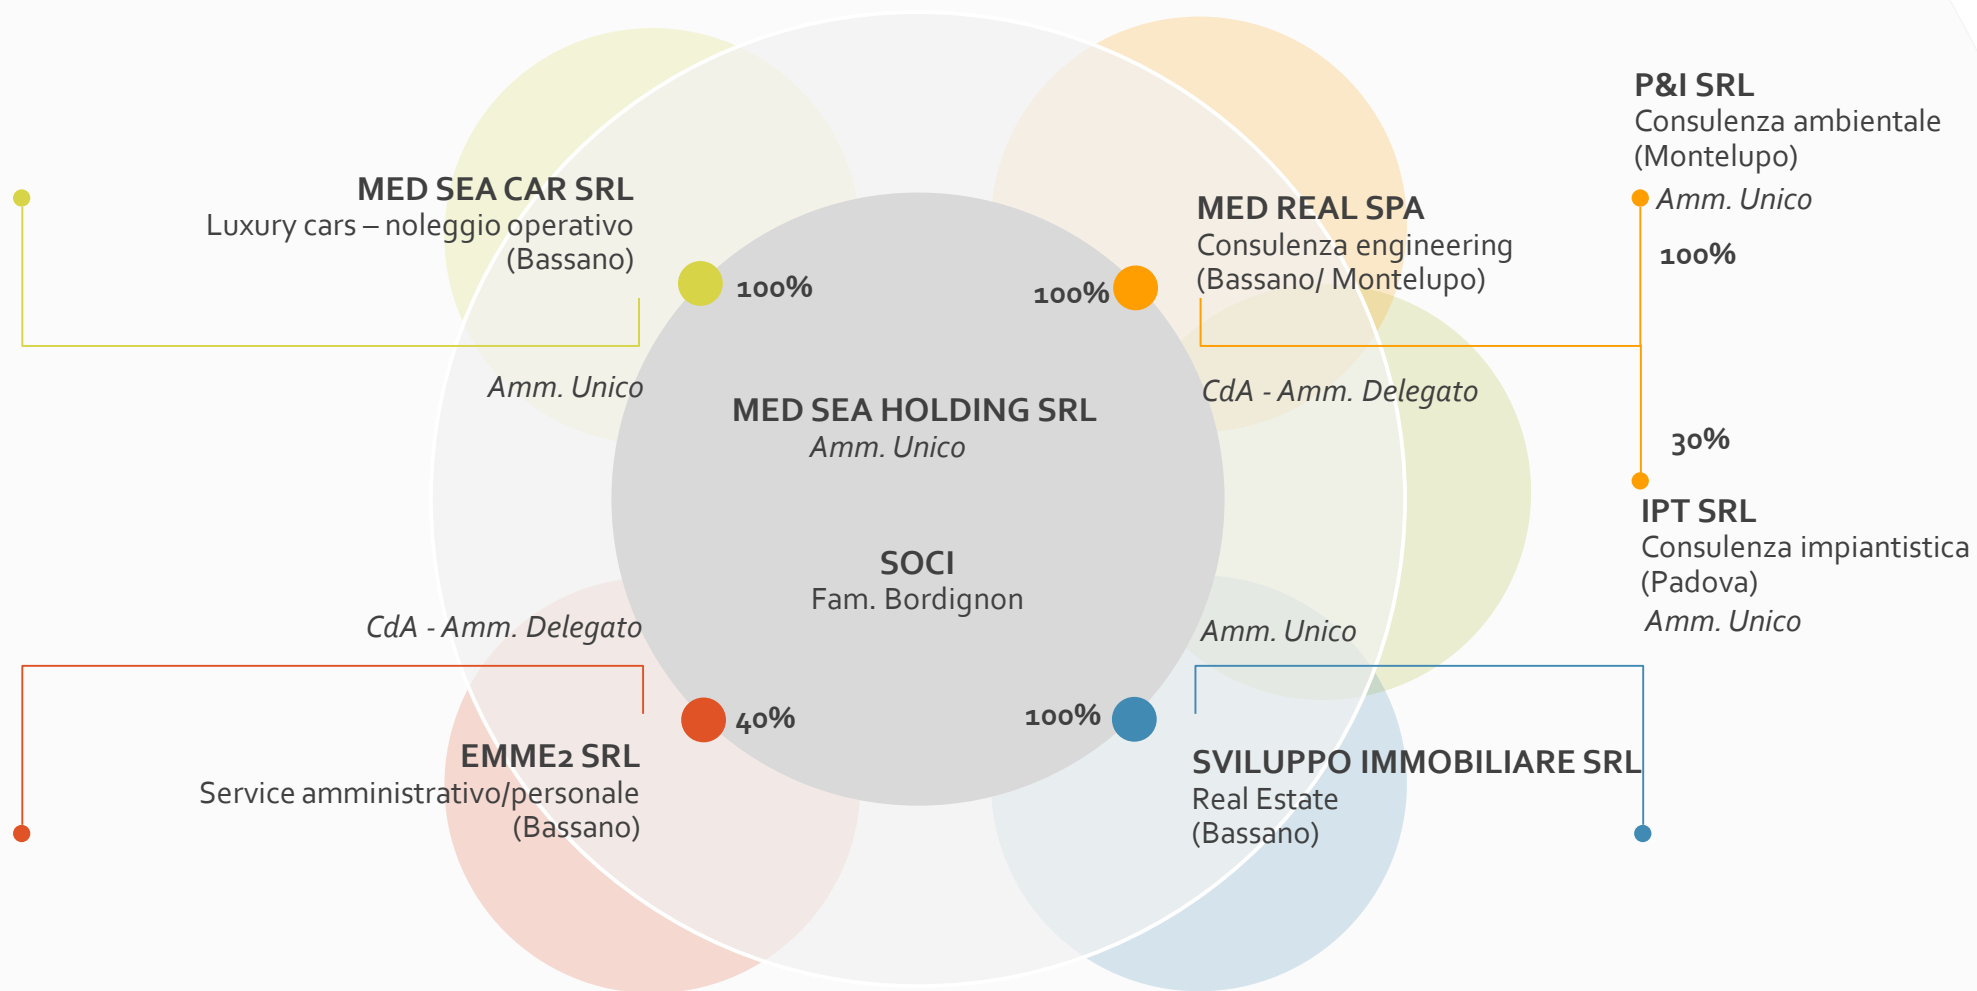 MED SEA CAR SRL
Luxury cars – noleggio operativo
(Bassano)
100%
Amm. Unico
100%
MED REAL SPA
Consulenza engineering
(Bassano/ Montelupo)
CdA - Amm. Delegato
P&I SRL
Consulenza ambientale
(Montelupo)
Amm. Unico
100%
30%
IPT SRL
Consulenza impiantistica
(Padova)
Amm. Unico
MED SEA HOLDING SRL
Amm. Unico
SOCI
Fam. Bordignon
CdA - Amm. Delegato
40%
EMME2 SRL
Service amministrativo/personale
(Bassano)
Amm. Unico
100%
SVILUPPO IMMOBILIARE SRL
Real Estate
(Bassano)